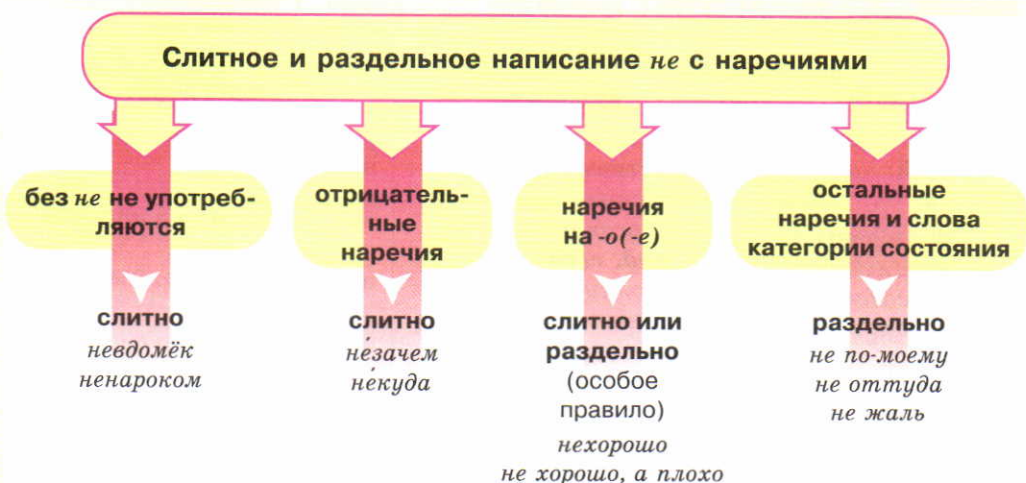 Слитное и раздельное написание не с наречиями
без не не употреб-
ляются
слитно
невдомёк
ненароком
отрицатель-
ные
наречия
слитно
не́зачем
не́куда
наречия
на -о(-е)
слитно или
раздельно
(особое
правило)
нехорошо
не хорошо, а плохо
остальные
наречия и слова
категории состояния
раздельно
не по-моему
не оттуда
не жаль